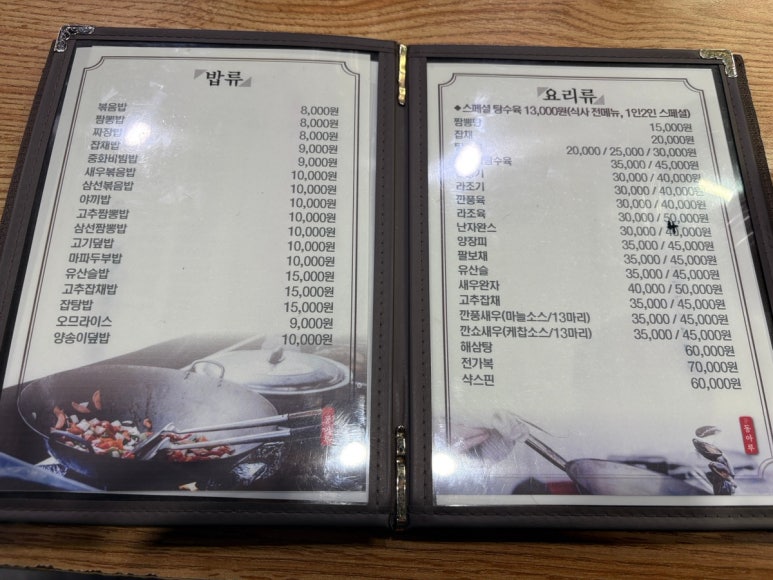 밥류
볶음밥 8,000원
짬뽕밥 8,000원
짜장밥 8,000원
잡채밥 9,000원
중화비빔밥 9,000원
새우볶음밥 10,000원
삼선볶음밥 10,000원
야끼밥 10,000원
고추짬뽕밥 10,000원
삼선짬뽕밥 10,000원
고기덮밥 10,000원
마파두부밥 10,000원
유산슬밥 15,000원
고추잡채밥 15,000원
잡탕밥 15,000원
오므라이스 9,000원
양송이덮밥 10,000원
요리류
◆스페셜 탕수육 13,000원(식사 전메뉴, 1인2인 스페셜)
짬뽕탕 15,000원
잡채 20,000원
20,000 / 25,000 / 30,000원
35,000 / 45,000원
30,000 / 40,000원
라조기 30,000 / 40,000원
깐풍육 30,000 / 40,000원
라조육 30,000 / 50,000원
난자완스 30,000 /
양장피 35,000 / 45,000원
팔보채 35,000 / 45,000원
유산슬 35,000 / 45,000원
새우완자 40,000 / 50,000원
고추잡채 35,000 / 45,000원
깐풍새우(마늘소스/13마리) 35,000 / 45,000원
깐쇼새우(케찹소스/13마리) 35,000 / 45,000원
해삼탕 60,000원
전가복 70,000원
샥스핀 60,000원
동아루